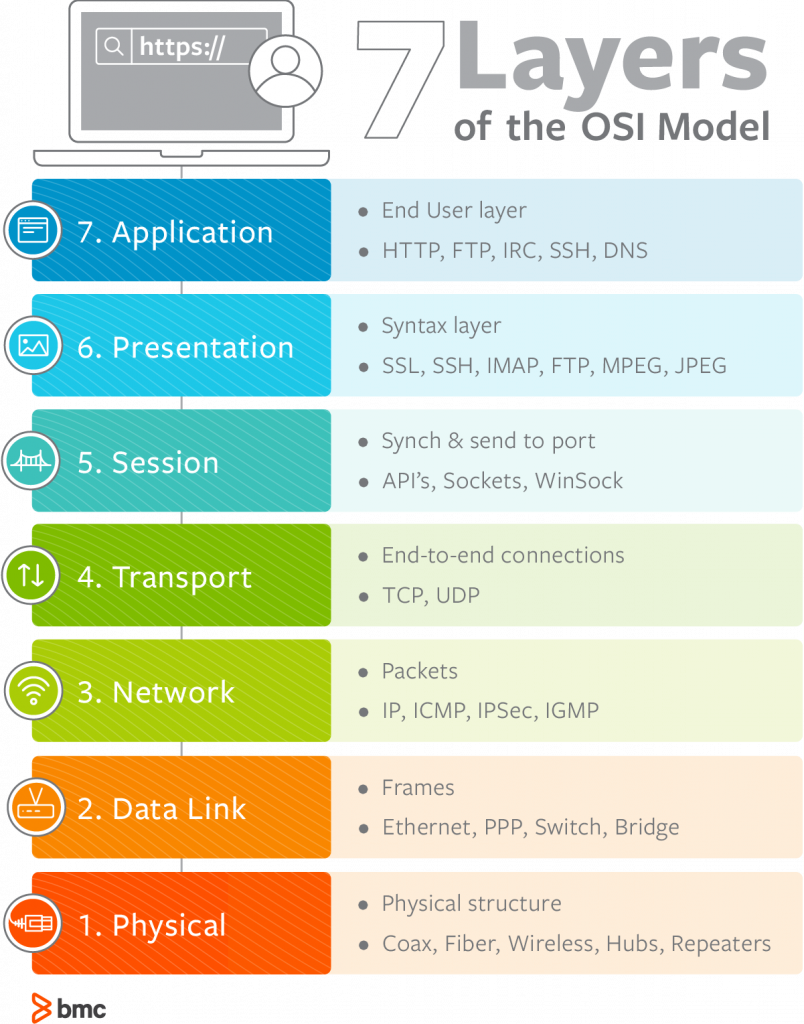 https://
7 Layers
of the OSI Model
7. Application
• End User layer
• HTTP, FTP, IRC, SSH, DNS
6. Presentation
• Syntax layer
• SSL, SSH, IMAP, FTP, MPEG, JPEG
5. Session
• Synch & send to port
• API's, Sockets, WinSock
4. Transport
• End-to-end connections
• TCP, UDP
3. Network
• Packets
• IP, ICMP, IPSec, IGMP
2. Data Link
• Frames
• Ethernet, PPP, Switch, Bridge
1. Physical
• Physical structure
• Coax, Fiber, Wireless, Hubs, Repeaters
bmc